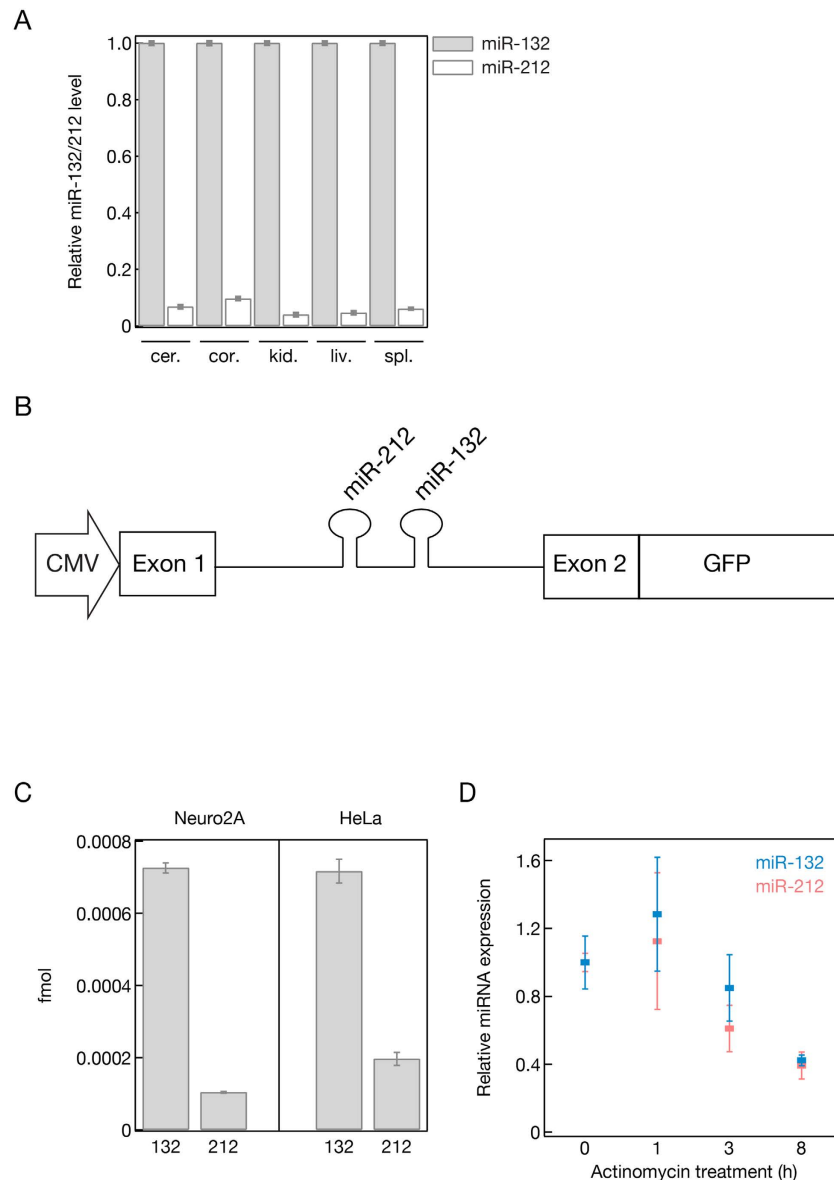 A
Relative miR-132/212 level
1.0
0.8
0.6
0.4
0.2
0
miR-132
miR-212
cer. cor. kid. liv. spl.
B
miR-212 miR-132
CMV Exon 1 Exon 2 GFP
C
Neuro2A HeLa
fmol
0.0008
0.0006
0.0004
0.0002
0
132 212 132 212
D
miR-132
miR-212
Relative miRNA expression
1.6
1.2
0.8
0.4
0
0 1 3 8
Actinomycin treatment (h)